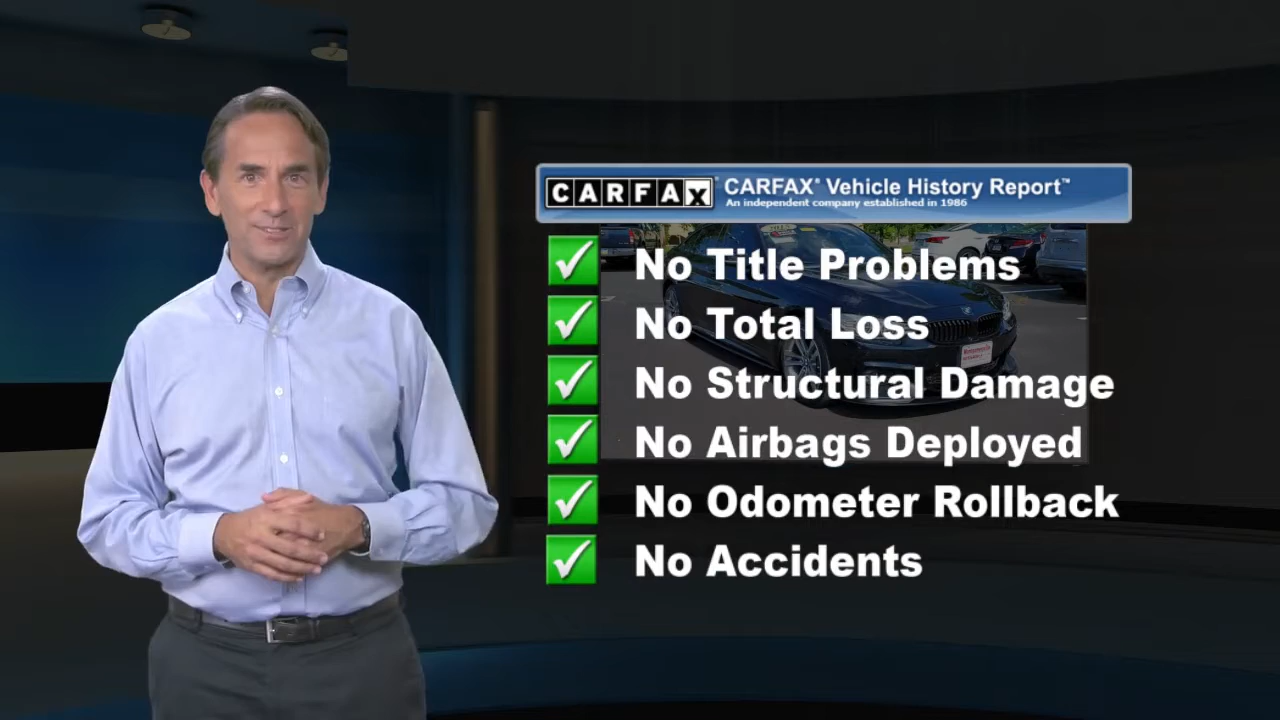 CARFAX
CARFAX® Vehicle History Report™
An independent company established in 1986
No Title Problems
No Total Loss
No Structural Damage
No Airbags Deployed
No Odometer Rollback
No Accidents